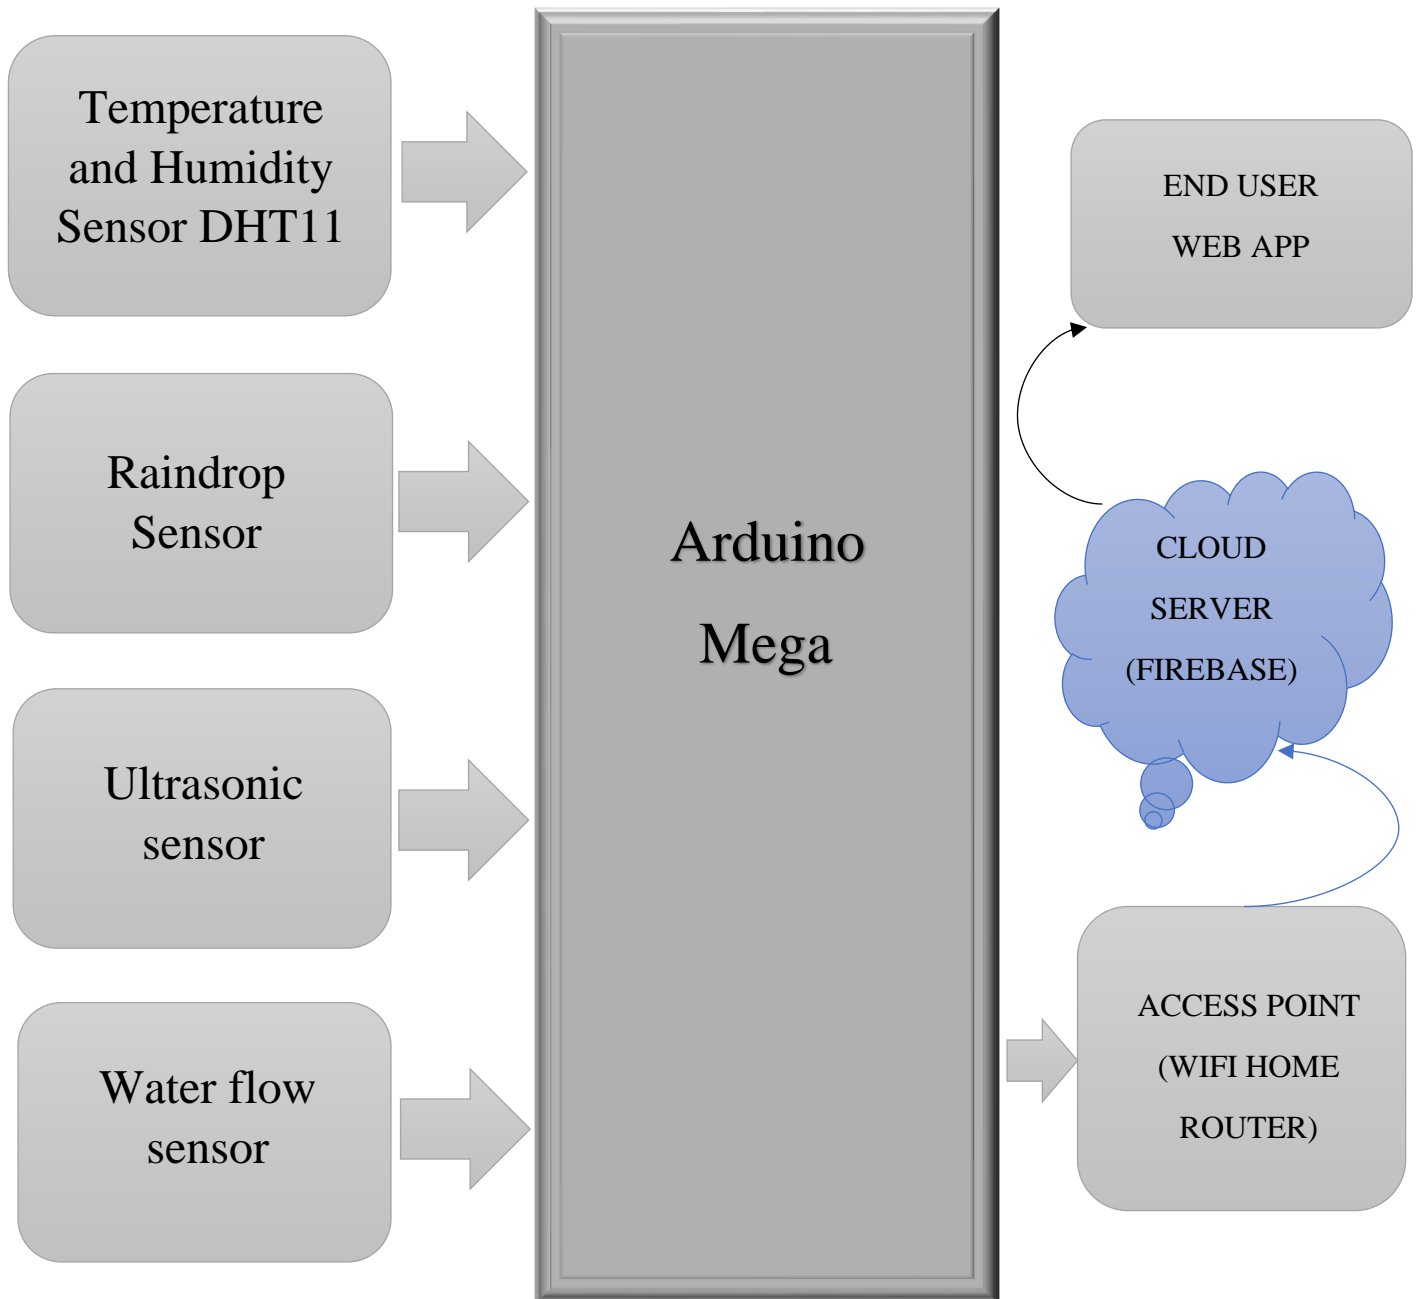 Temperature
and Humidity
Sensor DHT11
Raindrop
Sensor
Ultrasonic
sensor
Water flow
sensor
Arduino
Mega
END USER
WEB APP
CLOUD
SERVER
(FIREBASE)
ACCESS POINT
(WIFI HOME
ROUTER)